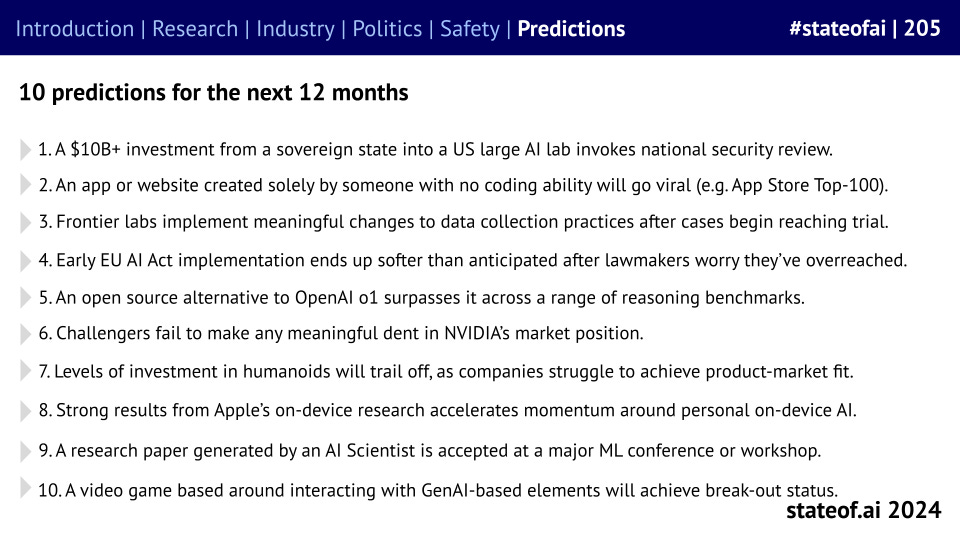 Introduction | Research | Industry | Politics | Safety | Predictions
#stateofai | 205
10 predictions for the next 12 months
1. A $10B+ investment from a sovereign state into a US large AI lab invokes national security review.
2. An app or website created solely by someone with no coding ability will go viral (e.g. App Store Top-100).
3. Frontier labs implement meaningful changes to data collection practices after cases begin reaching trial.
4. Early EU AI Act implementation ends up softer than anticipated after lawmakers worry they’ve overreached.
5. An open source alternative to OpenAI o1 surpasses it across a range of reasoning benchmarks.
6. Challengers fail to make any meaningful dent in NVIDIA’s market position.
7. Levels of investment in humanoids will trail off, as companies struggle to achieve product-market fit.
8. Strong results from Apple’s on-device research accelerates momentum around personal on-device AI.
9. A research paper generated by an AI Scientist is accepted at a major ML conference or workshop.
10. A video game based around interacting with GenAI-based elements will achieve break-out status.
stateof.ai 2024